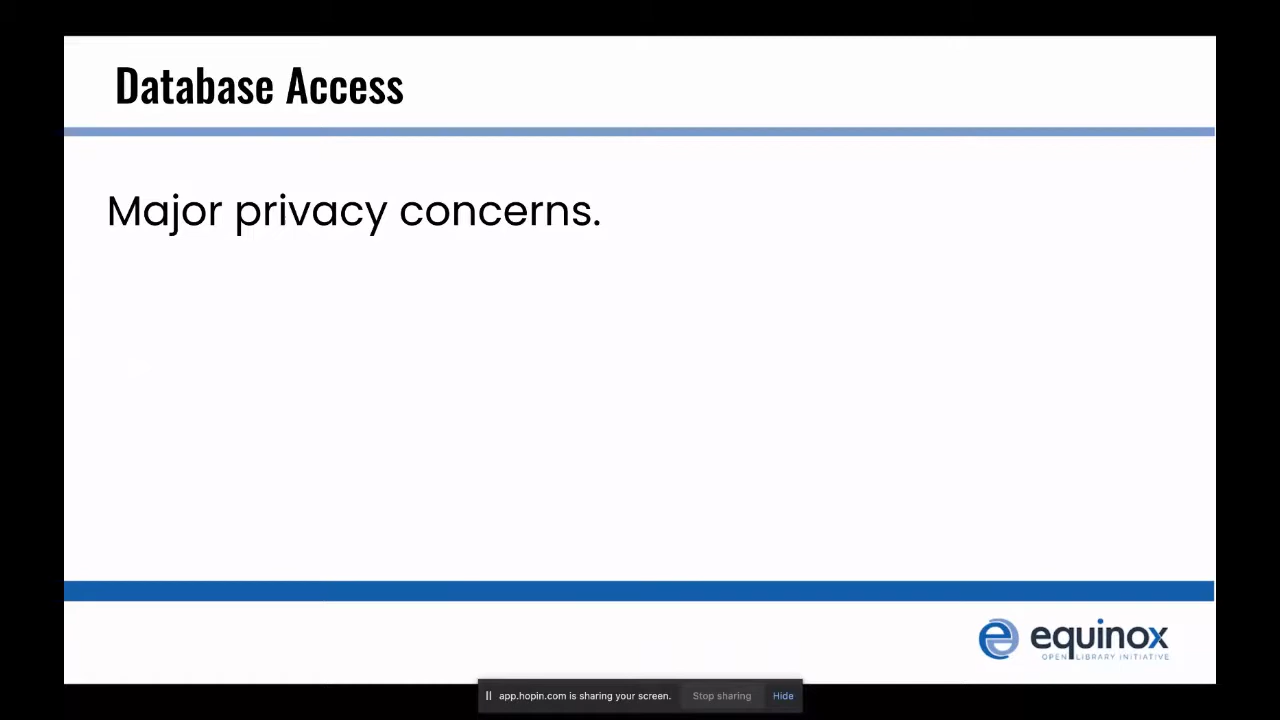 Database Access
Major privacy concerns.
equinox
OPEN LIBRARY INITIATIVE
app.hopin.com is sharing your screen. Stop sharing Hide